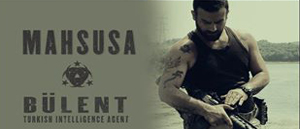 MAHSUSA
BÜLENT
TURKISH INTELLIGENCE AGENT